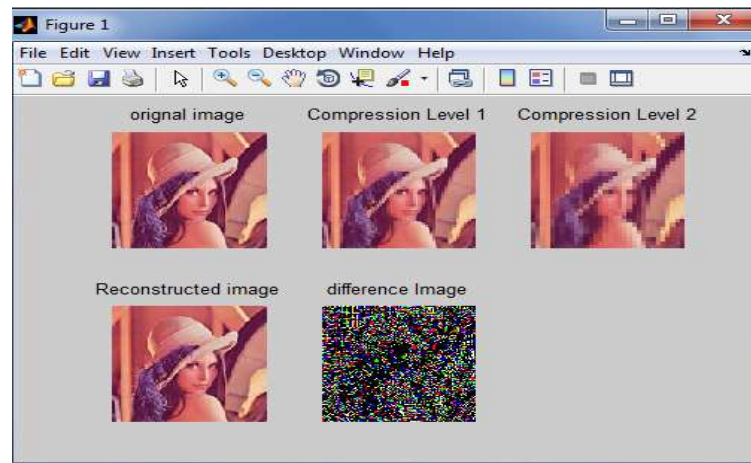 Figure 1
File Edit View Insert Tools Desktop Window Help
orignal image Compression Level 1 Compression Level 2
Reconstructed image difference Image